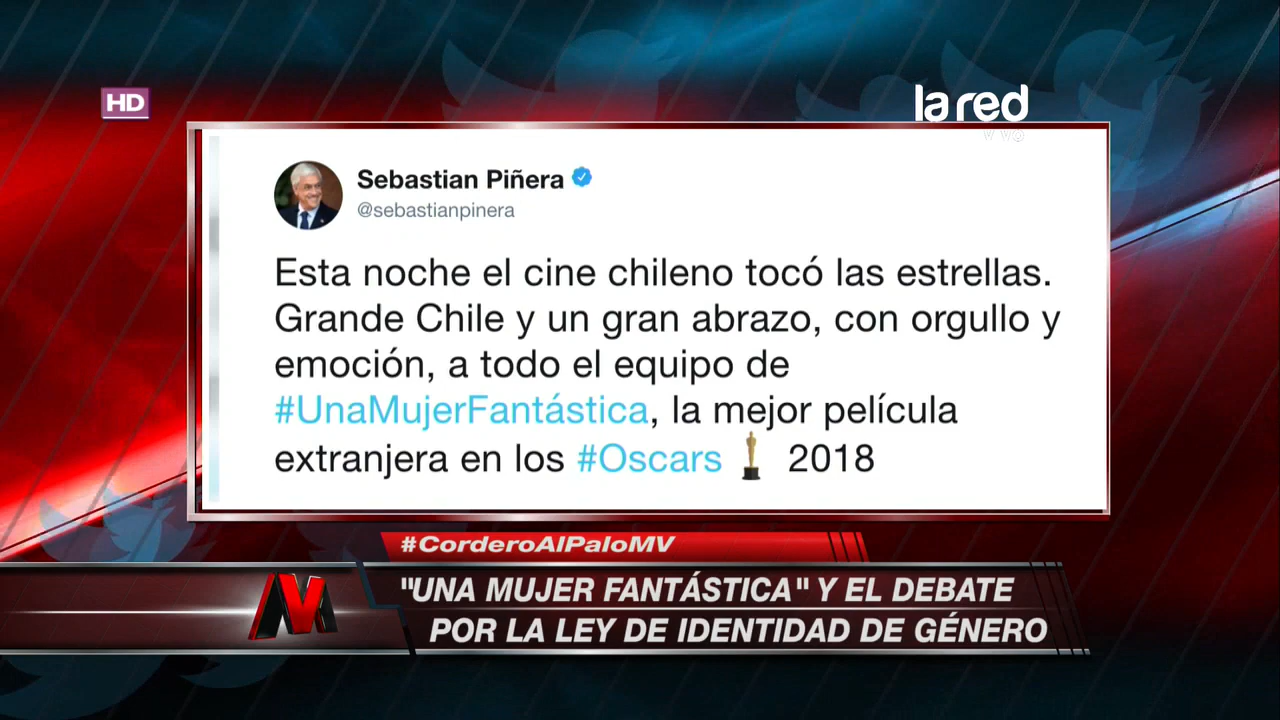 HD
la red
VIVO
Sebastian Piñera
@sebastianpinera
Esta noche el cine chileno tocó las estrellas.
Grande Chile y un gran abrazo, con orgullo y
emoción, a todo el equipo de
#UnaMujerFantástica, la mejor película
extranjera en los #Oscars 2018
#CorderoAlPaloMV
"UNA MUJER FANTÁSTICA" Y EL DEBATE
POR LA LEY DE IDENTIDAD DE GÉNERO